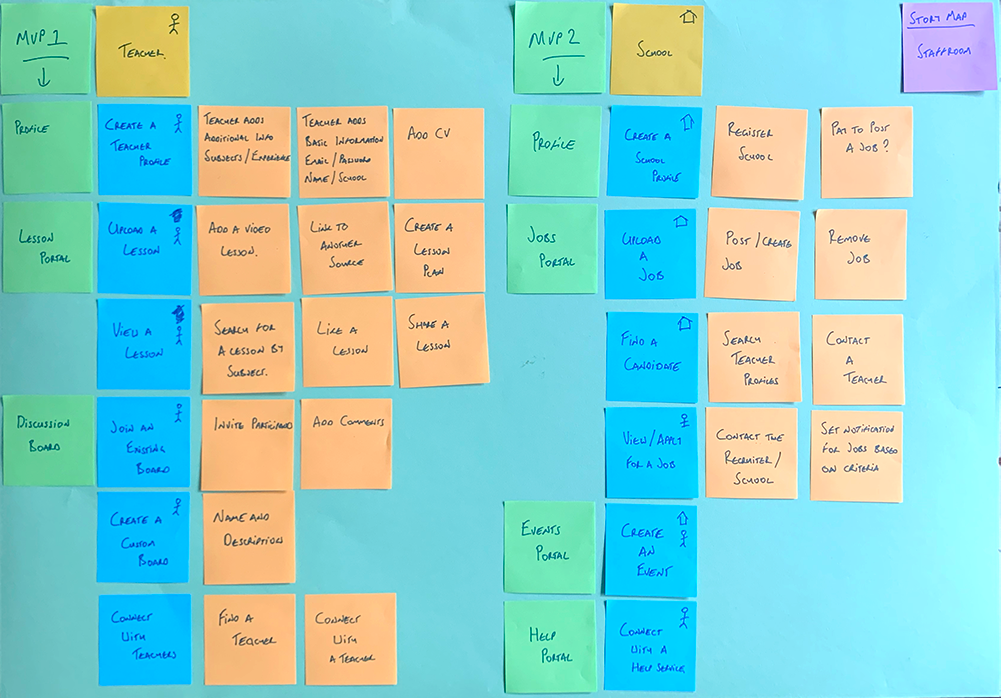 MVP 1
TEACHER.
MVP 2
SCHOOL
STORY MAP
STAFFROOM
PROFILE
CREATE A
TEACHER
PROFILE
TEACHER ADDS
ADDITIONAL INFO
SUBJECTS/EXPERIENCE
TEACHER ADDS
BASIC INFORMATION
EMAIL/PASSWORD
NAME/SCHOOL
ADD CV
LESSON
PORTAL
UPLOAD A
LESSON
ADD A VIDEO
LESSON.
LINK TO
ANOTHER
SOURCE
CREATE A
LESSON
PLAN
VIEW A
LESSON
SEARCH FOR
A LESSON BY
SUBJECT.
LIKE A
LESSON
SHARE A
LESSON
DISCUSSION
BOARD
JOIN AN
EXISTING
BOARD
INVITE PARTICIPANTS
ADD COMMENTS
CREATE A
CUSTOM
BOARD
NAME AND
DESCRIPTION
CONNECT
WITH
TEACHERS
FIND A
TEACHER
CONNECT
WITH
A TEACHER
PROFILE
CREATE A
SCHOOL
PROFILE
REGISTER
SCHOOL
PAY TO POST
A JOB?
JOBS
PORTAL
UPLOAD
A
JOB
POST/CREATE
JOB
REMOVE
JOB
FIND A
CANDIDATE
SEARCH
TEACHER
PROFILES
CONTACT
A
TEACHER
VIEW/APPLY
FOR A JOB
CONTACT THE
RECRUITER/
SCHOOL
SET NOTIFICATION
FOR JOBS BASED
ON CRITERIA
EVENTS
PORTAL
CREATE
AN
EVENT
HELP
PORTAL
CONNECT
WITH A
HELP SERVICE